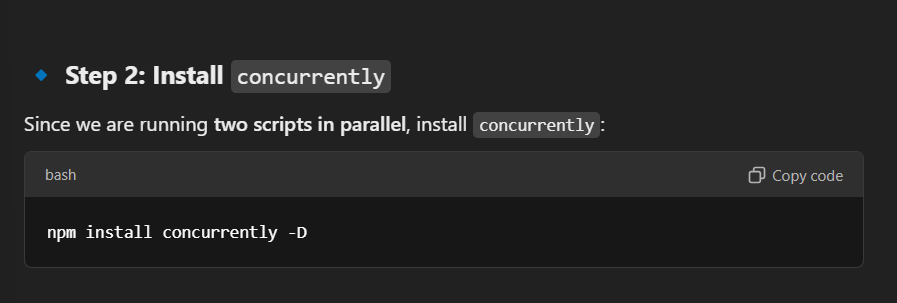 Step 2: Install concurrently
Since we are running two scripts in parallel, install concurrently:
bash Copy code
npm install concurrently -D